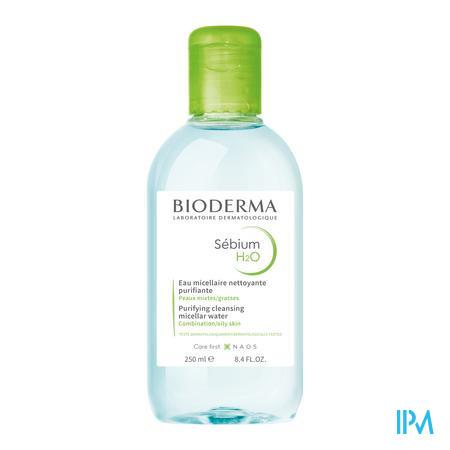 BIODERMA
LABORATOIRE DERMATOLOGIQUE
Sébium
H2O
Eau micellaire nettoyante
purifiante
Peaux mixtes/grasses
Purifying cleansing
micellar water
Combination/oily skin
Care first NAOS
250 ml ℮ 8.4 FL.OZ.
IPM